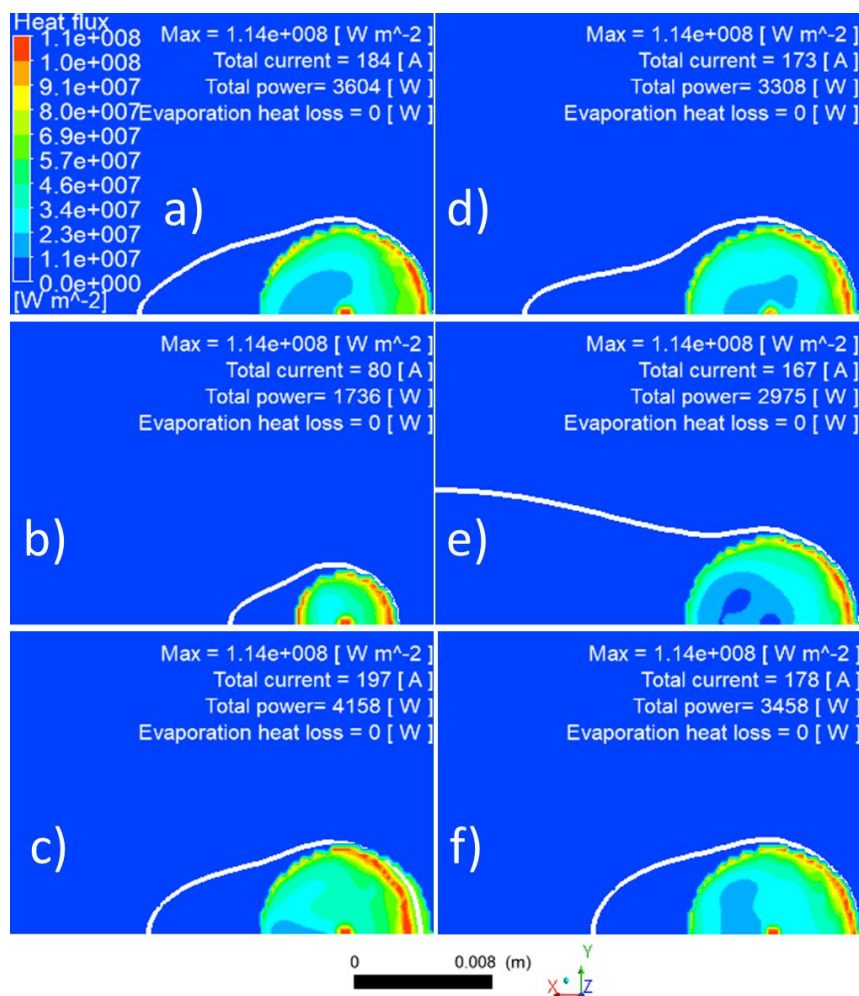 Heat flux
1.1e+008
1.0e+008
9.1e+007
8.0e+007
6.9e+007
5.7e+007
4.6e+007
3.4e+007
2.3e+007
1.1e+007
0.0e+000
[W m^-2]
Max = 1.14e+008 [ W m^-2 ]
Total current = 184 [ A ]
Total power= 3604 [ W ]
Evaporation heat loss = 0 [ W ]
a)
Max = 1.14e+008 [ W m^-2 ]
Total current = 173 [ A ]
Total power= 3308 [ W ]
Evaporation heat loss = 0 [ W ]
d)
Max = 1.14e+008 [ W m^-2 ]
Total current = 80 [ A ]
Total power= 1736 [ W ]
Evaporation heat loss = 0 [ W ]
b)
Max = 1.14e+008 [ W m^-2 ]
Total current = 167 [ A ]
Total power= 2975 [ W ]
Evaporation heat loss = 0 [ W ]
e)
Max = 1.14e+008 [ W m^-2 ]
Total current = 197 [ A ]
Total power= 4158 [ W ]
Evaporation heat loss = 0 [ W ]
c)
Max = 1.14e+008 [ W m^-2 ]
Total current = 178 [ A ]
Total power= 3458 [ W ]
Evaporation heat loss = 0 [ W ]
f)
0 0.008 (m)
Y
X Z